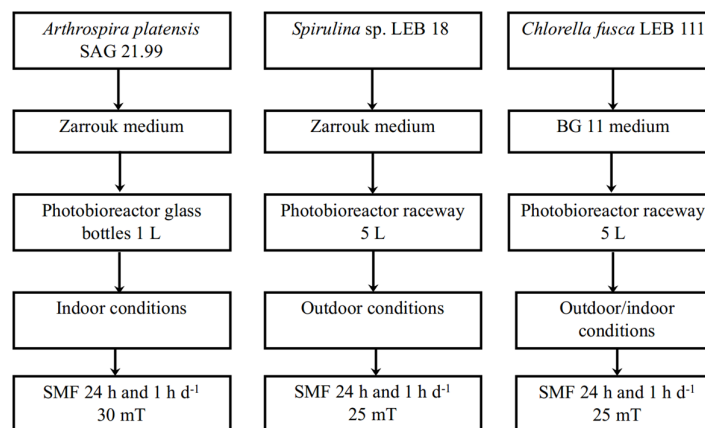 Arthrospira platensis
SAG 21.99
Zarrouk medium
Photobioreactor glass
bottles 1 L
Indoor conditions
SMF 24 h and 1 h d⁻¹
30 mT
Spirulina sp. LEB 18
Zarrouk medium
Photobioreactor raceway
5 L
Outdoor conditions
SMF 24 h and 1 h d⁻¹
25 mT
Chlorella fusca LEB 111
BG 11 medium
Photobioreactor raceway
5 L
Outdoor/indoor
conditions
SMF 24 h and 1 h d⁻¹
25 mT